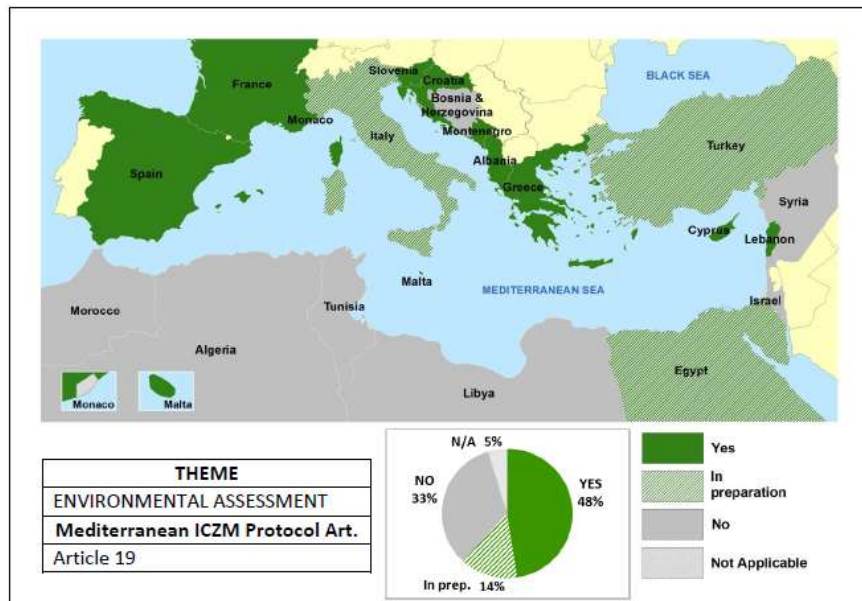 BLACK SEA
Slovenia
Croatia
France
Bosnia &
Herzegovina
Monaco
Montenegro
Italy
Turkey
Albania
Spain
Greece
Syria
Cyprus
Lebanon
Malta
MEDITERRANEAN SEA
Israel
Morocco
Tunisia
Algeria
Egypt
Libya
Monaco
Malta
THEME
ENVIRONMENTAL ASSESSMENT
Mediterranean ICZM Protocol Art.
Article 19
N/A 5%
NO
33%
YES
48%
In prep. 14%
Yes
In
preparation
No
Not Applicable